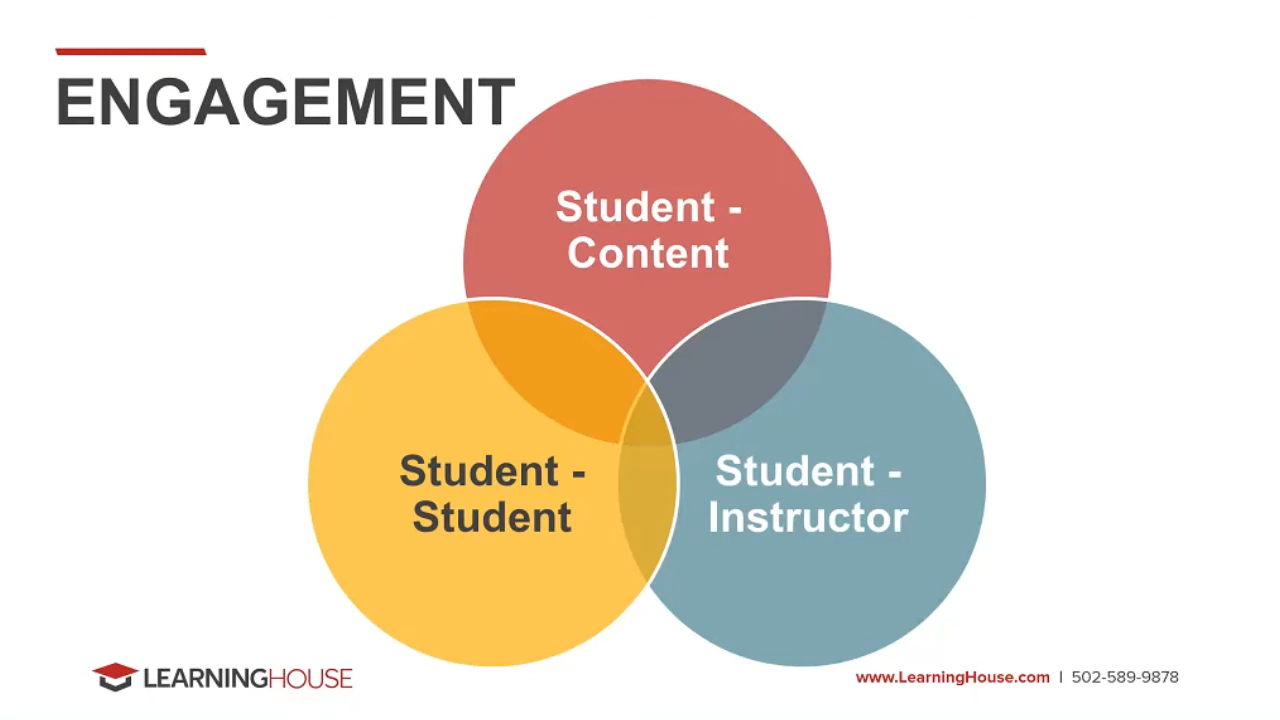 ENGAGEMENT
Student -
Content
Student -
Student
Student -
Instructor
LEARNINGHOUSE
www.LearningHouse.com | 502-589-9878